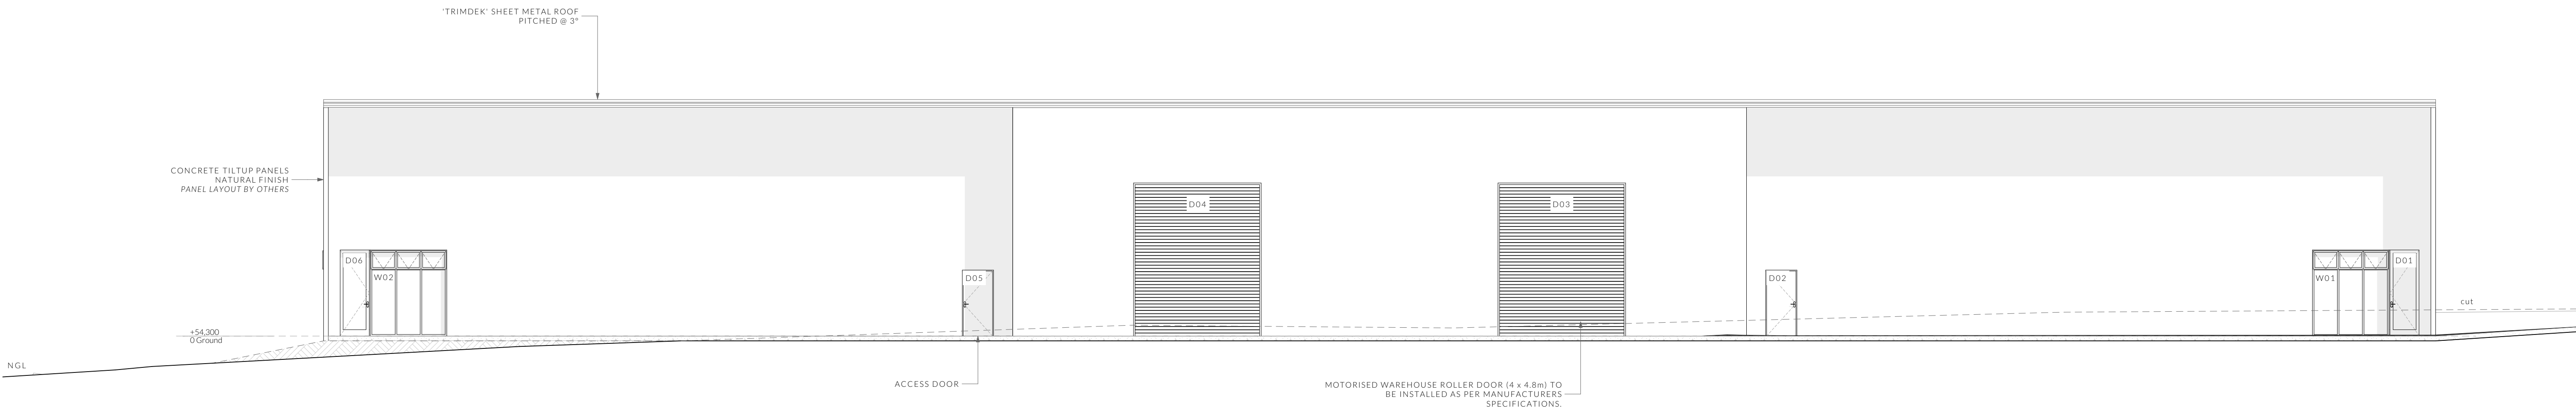 'TRIMDEK' SHEET METAL ROOF
PITCHED @ 3°
CONCRETE TILTUP PANELS
NATURAL FINISH
PANEL LAYOUT BY OTHERS
D04
D03
D06
W02
D05
D02
W01
D01
cut
+54,300
0 Ground
NGL
ACCESS DOOR
MOTORISED WAREHOUSE ROLLER DOOR (4 x 4.8m) TO
BE INSTALLED AS PER MANUFACTURERS
SPECIFICATIONS.